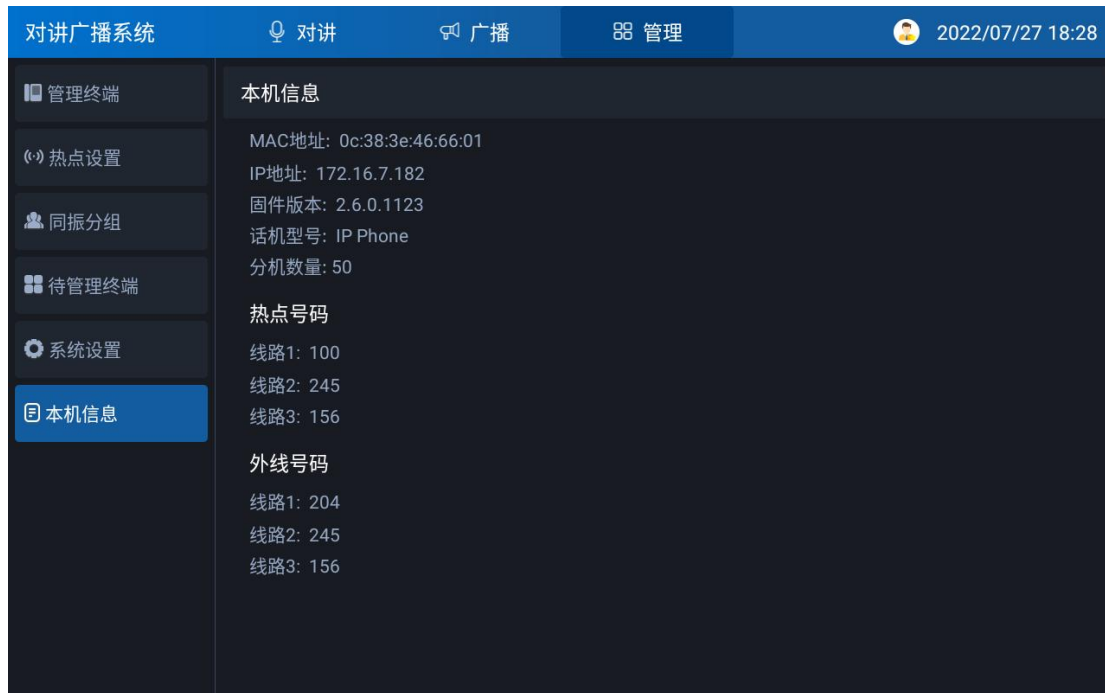 对讲广播系统 对讲 广播 管理 2022/07/27 18:28
管理终端
热点设置
同振分组
待管理终端
系统设置
本机信息
本机信息
MAC地址: 0c:38:3e:46:66:01
IP地址: 172.16.7.182
固件版本: 2.6.0.1123
话机型号: IP Phone
分机数量: 50
热点号码
线路1: 100
线路2: 245
线路3: 156
外线号码
线路1: 204
线路2: 245
线路3: 156